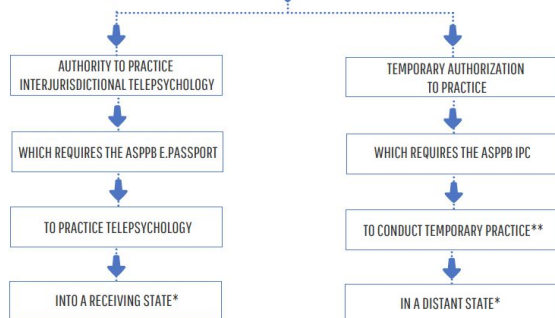 AUTHORITY TO PRACTICE
INTERJURISDICTIONAL TELEPSYCHOLOGY
WHICH REQUIRES THE ASPPB E.PASSPORT
TO PRACTICE TELEPSYCHOLOGY
INTO A RECEIVING STATE*
TEMPORARY AUTHORIZATION
TO PRACTICE
WHICH REQUIRES THE ASPPB IPC
TO CONDUCT TEMPORARY PRACTICE**
IN A DISTANT STATE*